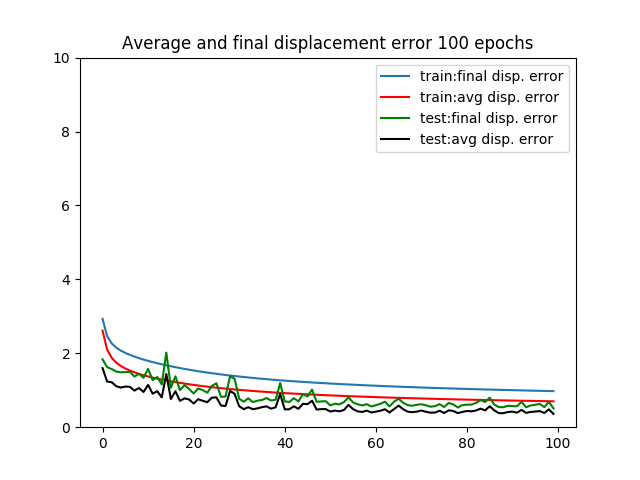 Average and final displacement error 100 epochs
10
8
6
4
2
0
0 20 40 60 80 100
train:final disp. error
train:avg disp. error
test:final disp. error
test:avg disp. error